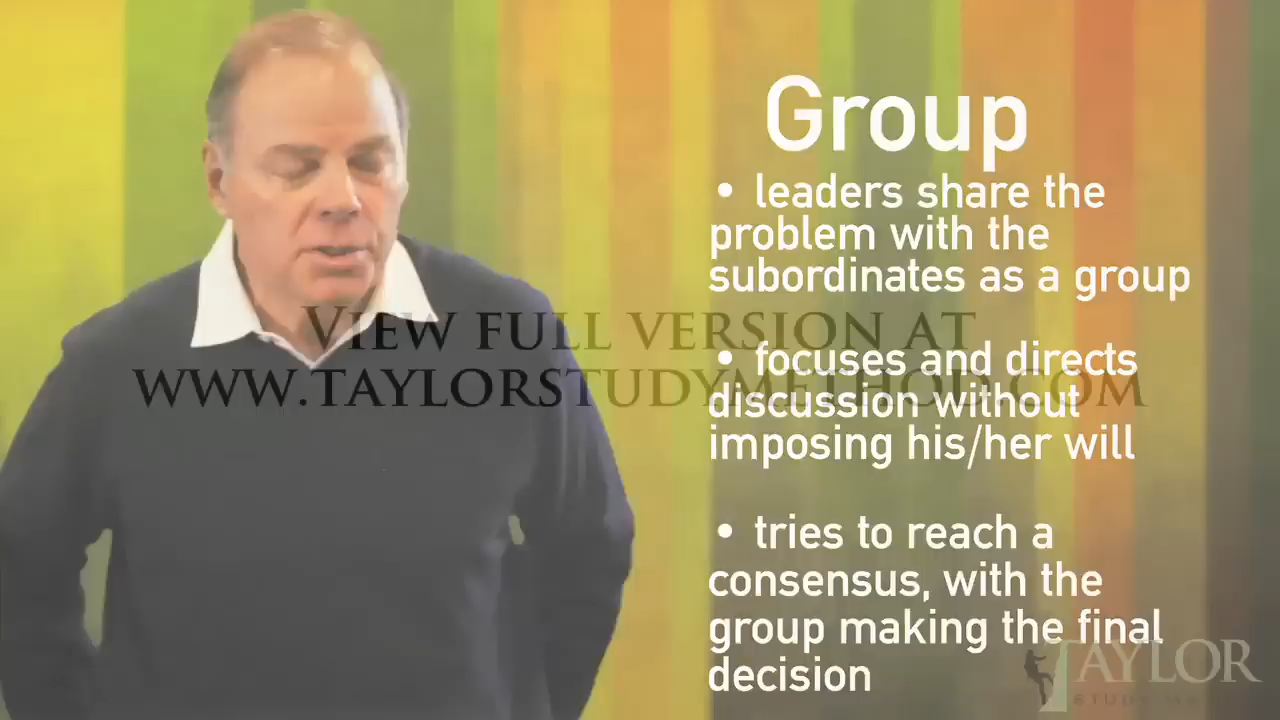 Group
• leaders share the
problem with the
subordinates as a group
VIEW FULL VERSION AT
• focuses and directs
WWW.TAYLORSTUDYMETHOD.COM
discussion without
imposing his/her will
• tries to reach a
consensus, with the
group making the final
decision
TAYLOR